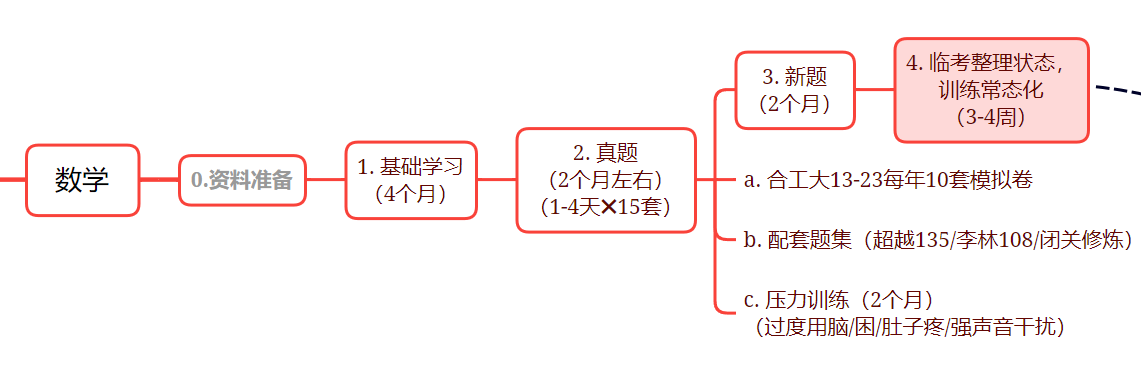 数学
0.资料准备
1. 基础学习
（4个月）
2. 真题
（2个月左右）
（1-4天×15套）
3. 新题
（2个月）
4. 临考整理状态，
训练常态化
（3-4周）
a. 合工大13-23每年10套模拟卷
b. 配套题集（超越135/李林108/闭关修炼）
c. 压力训练（2个月）
（过度用脑/困/肚子疼/强声音干扰）